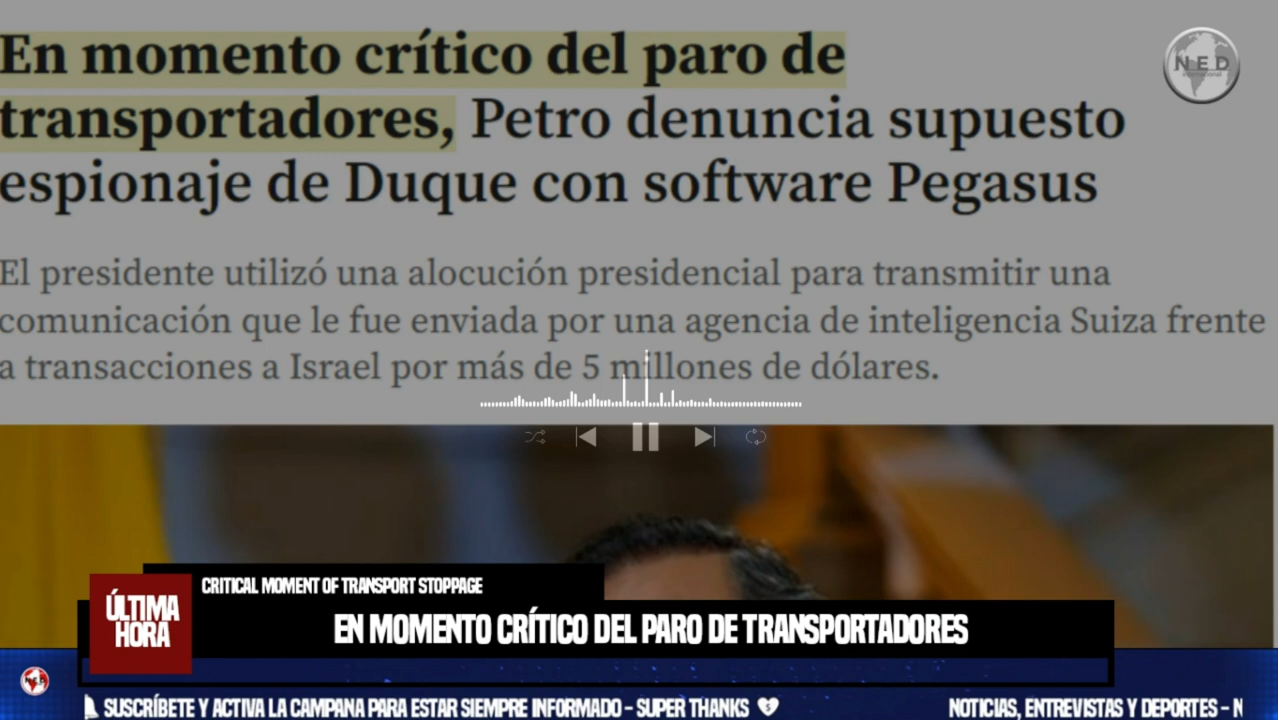 En momento crítico del paro de
transportadores, Petro denuncia supuesto
espionaje de Duque con software Pegasus
NED
internacional
El presidente utilizó una alocución presidencial para transmitir una
comunicación que le fue enviada por una agencia de inteligencia Suiza frente
a transacciones a Israel por más de 5 millones de dólares.
CRITICAL MOMENT OF TRANSPORT STOPPAGE
ÚLTIMA
HORA
EN MOMENTO CRÍTICO DEL PARO DE TRANSPORTADORES
SUSCRÍBETE Y ACTIVA LA CAMPANA PARA ESTAR SIEMPRE INFORMADO - SUPER THANKS
NOTICIAS, ENTREVISTAS Y DEPORTES - N